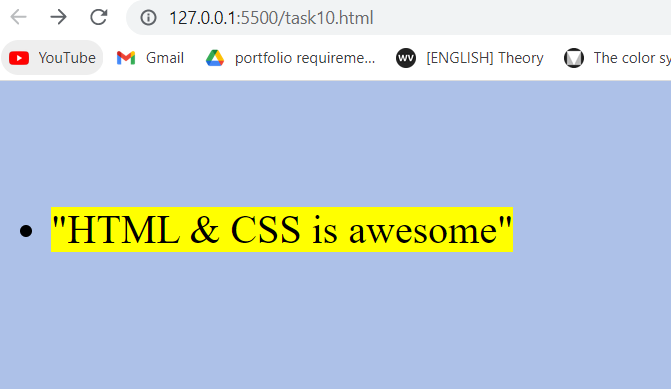 127.0.0.1:5500/task10.html
YouTube Gmail portfolio requireme... WV [ENGLISH] Theory The color sy
"HTML & CSS is awesome"